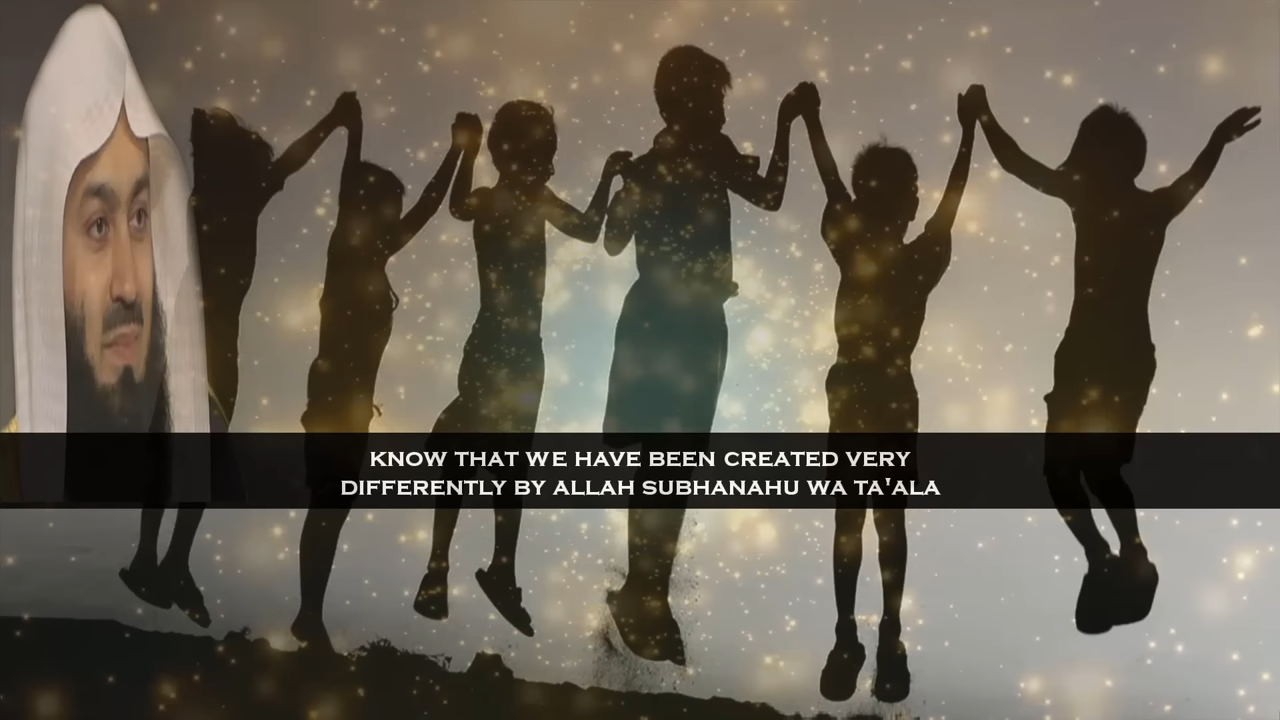 KNOW THAT WE HAVE BEEN CREATED VERY
DIFFERENTLY BY ALLAH SUBHANAHU WA TA'ALA